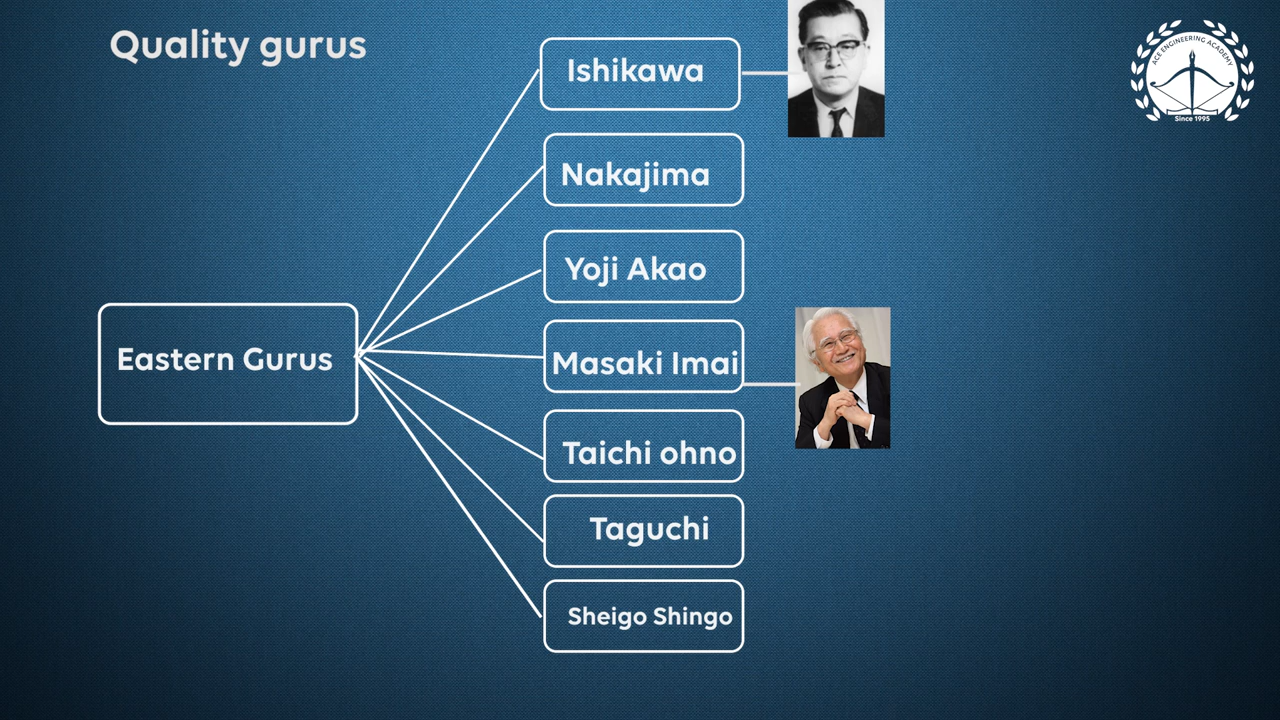 Quality gurus
Ishikawa
Nakajima
Yoji Akao
Eastern Gurus
Masaki Imai
Taichi ohno
Taguchi
Sheigo Shingo
ACE ENGINEERING ACADEMY
Since 1995